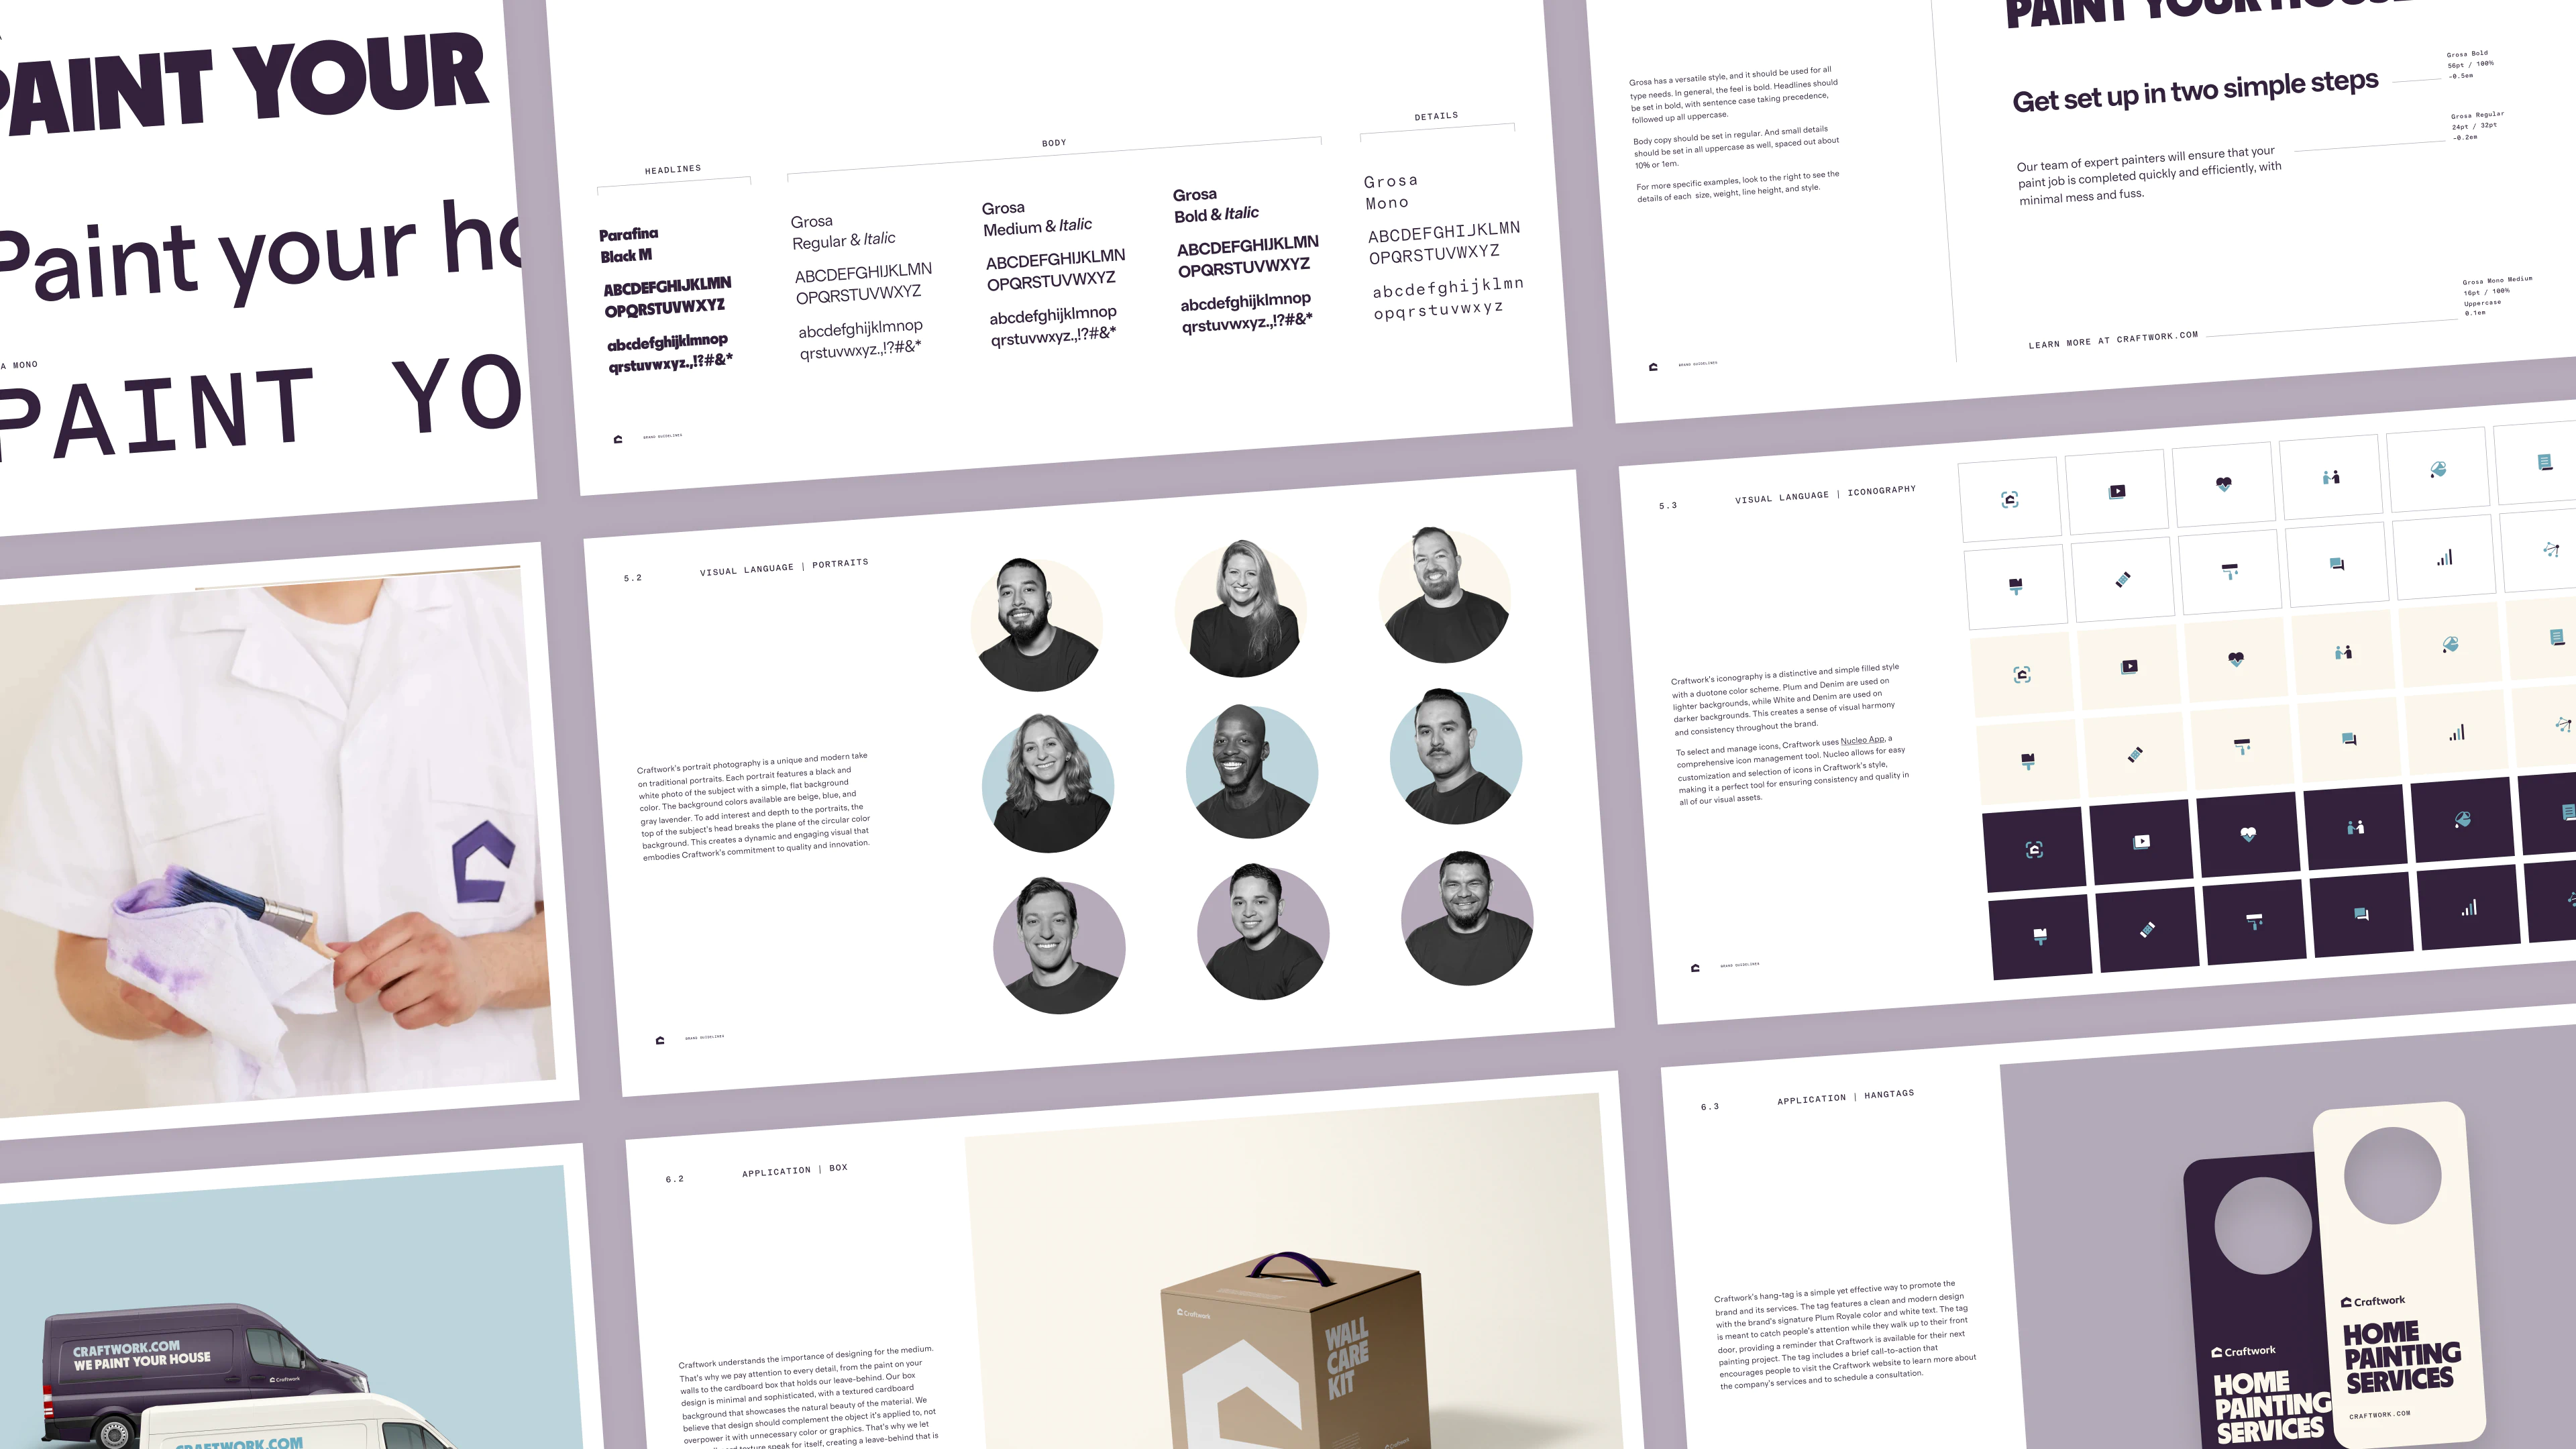 PAINT YOUR
Paint your ho
A MONO
PAINT YO
HEADLINES
BODY
DETAILS
Parafina
Black M
ABCDEFGHIJKLMN
OPQRSTUVWXYZ
abcdefghijklmnop
qrstuvwxyz.,!?#&*
Grosa
Regular & Italic
ABCDEFGHIJKLMN
OPQRSTUVWXYZ
abcdefghijklmnop
qrstuvwxyz.,!?#&*
Grosa
Medium & Italic
ABCDEFGHIJKLMN
OPQRSTUVWXYZ
abcdefghijklmnop
qrstuvwxyz.,!?#&*
Grosa
Bold & Italic
ABCDEFGHIJKLMN
OPQRSTUVWXYZ
abcdefghijklmnop
qrstuvwxyz.,!?#&*
Grosa
Mono
ABCDEFGHIJKLMN
OPQRSTUVWXYZ
abcdefghijklmn
opqrstuvwxyz
BRAND GUIDELINES
PAINT YOUR HOUSE
Grosa has a versatile style, and it should be used for all
type needs. In general, the feel is bold. Headlines should
be set in bold, with sentence case taking precedence,
followed up all uppercase.
Body copy should be set in regular. And small details
should be set in all uppercase as well, spaced out about
10% or 1em.
For more specific examples, look to the right to see the
details of each size, weight, line height, and style.
Get set up in two simple steps
Grosa Bold
56pt / 100%
-0.5em
Our team of expert painters will ensure that your
paint job is completed quickly and efficiently, with
minimal mess and fuss.
Grosa Regular
24pt / 32pt
-0.2em
LEARN MORE AT CRAFTWORK.COM
Grosa Mono Medium
16pt / 100%
Uppercase
0.1em
BRAND GUIDELINES
5.2
VISUAL LANGUAGE | PORTRAITS
Craftwork's portrait photography is a unique and modern take
on traditional portraits. Each portrait features a black and
white photo of the subject with a simple, flat background
color. The background colors available are beige, blue, and
gray lavender. To add interest and depth to the portraits, the
top of the subject's head breaks the plane of the circular color
background. This creates a dynamic and engaging visual that
embodies Craftwork's commitment to quality and innovation.
BRAND GUIDELINES
5.3
VISUAL LANGUAGE | ICONOGRAPHY
Craftwork's iconography is a distinctive and simple filled style
with a duotone color scheme. Plum and Denim are used on
lighter backgrounds, while White and Denim are used on
darker backgrounds. This creates a sense of visual harmony
and consistency throughout the brand.
To select and manage icons, Craftwork uses Nucleo App, a
comprehensive icon management tool. Nucleo allows for easy
customization and selection of icons in Craftwork's style,
making it a perfect tool for ensuring consistency and quality in
all of our visual assets.
BRAND GUIDELINES
CRAFTWORK.COM
WE PAINT YOUR HOUSE
Craftwork
CRAFTWORK.COM
6.2
APPLICATION | BOX
Craftwork understands the importance of designing for the medium.
That's why we pay attention to every detail, from the paint on your
walls to the cardboard box that holds our leave-behind. Our box
design is minimal and sophisticated, with a textured cardboard
background that showcases the natural beauty of the material. We
believe that design should complement the object it's applied to, not
overpower it with unnecessary color or graphics. That's why we let
texture speak for itself, creating a leave-behind that is
Craftwork
WALL
CARE
KIT
Craftwork
6.3
APPLICATION | HANGTAGS
Craftwork's hang-tag is a simple yet effective way to promote the
brand and its services. The tag features a clean and modern design
with the brand's signature Plum Royale color and white text. The tag
is meant to catch people's attention while they walk up to their front
door, providing a reminder that Craftwork is available for their next
painting project. The tag includes a brief call-to-action that
encourages people to visit the Craftwork website to learn more about
the company's services and to schedule a consultation.
Craftwork
HOME
PAINTING
SERVICES
Craftwork
HOME
PAINTING
SERVICES
CRAFTWORK.COM